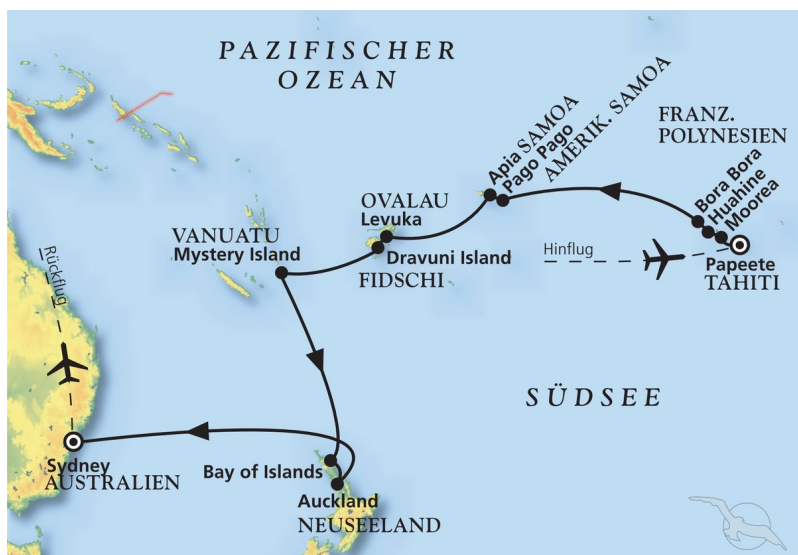 PAZIFISCHER
OZEAN
FRANZ.
POLYNESIEN
Apia SAMOA
Pago Pago
AMERIK. SAMOA
Bora Bora
Huahine
Moorea
OVALAU
Levuka
VANUATU
Mystery Island
Dravuni Island
FIDSCHI
Hinflug
Papeete
TAHITI
Rückflug
SÜDSEE
Sydney
AUSTRALIEN
Bay of Islands
Auckland
NEUSEELAND